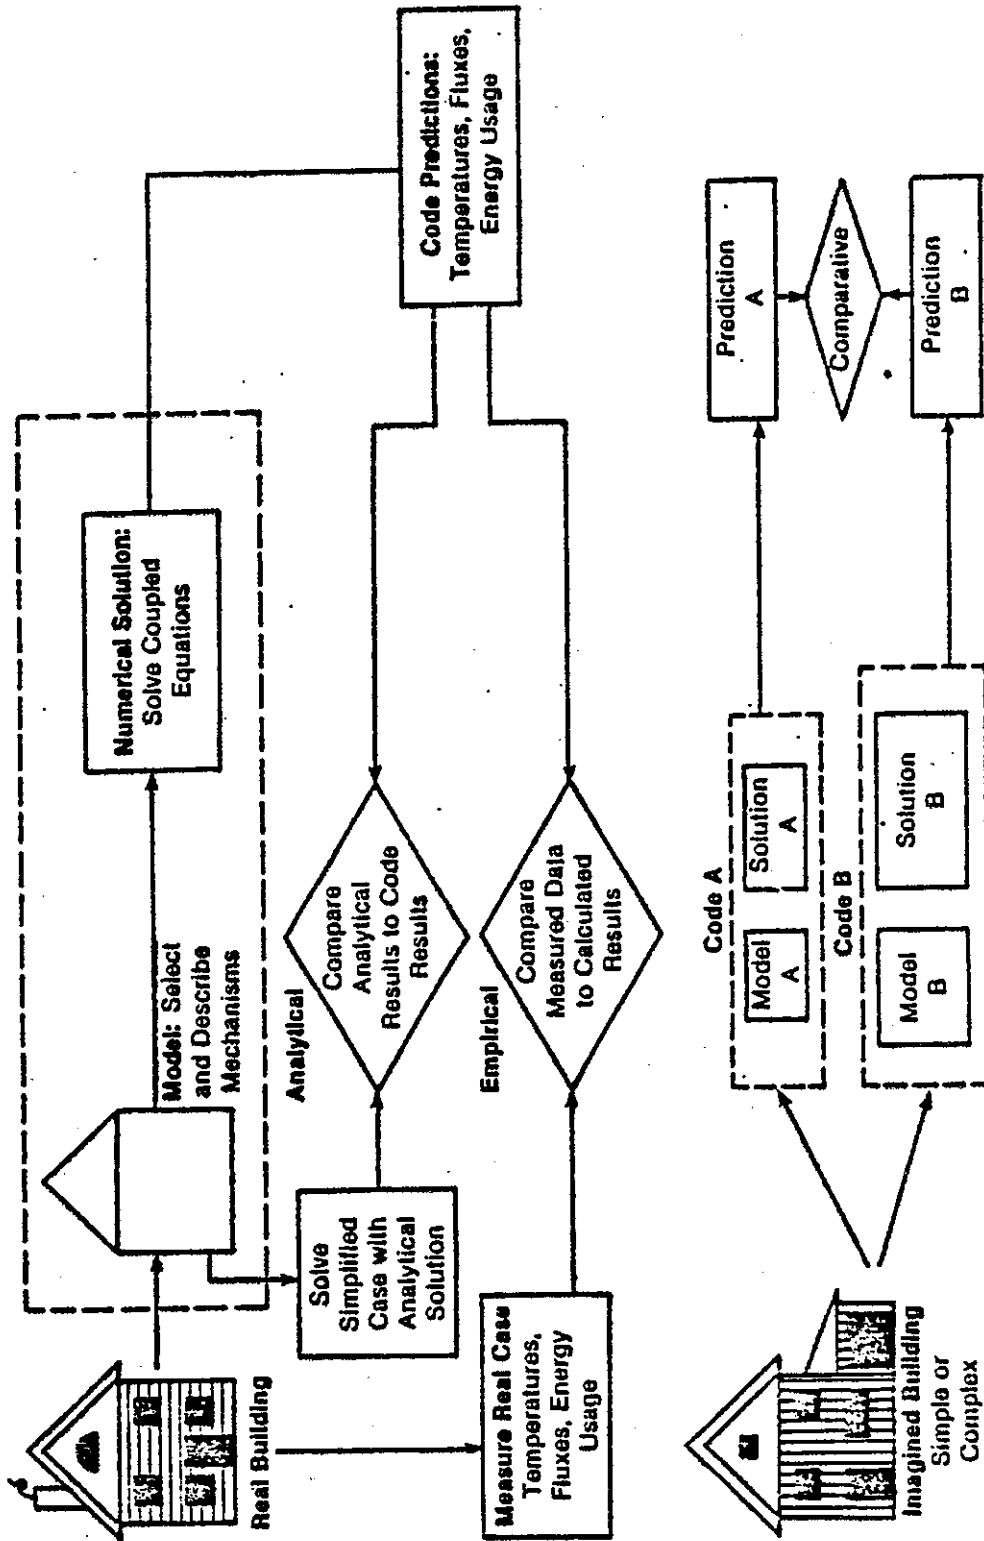 Real Building
Model: Select
and Describe
Mechanisms
Numerical Solution:
Solve Coupled
Equations
Code Predictions:
Temperatures, Fluxes,
Energy Usage
Solve
Simplified
Case with
Analytical
Solution
Analytical
Compare
Analytical
Results to Code
Results
Measure Real Case
Temperatures,
Fluxes, Energy
Usage
Empirical
Compare
Measured Data
to Calculated
Results
Imagined Building
Simple or
Complex
Code A
Model
A
Solution
A
Prediction
A
Comparative
Code B
Model
B
Solution
B
Prediction
B